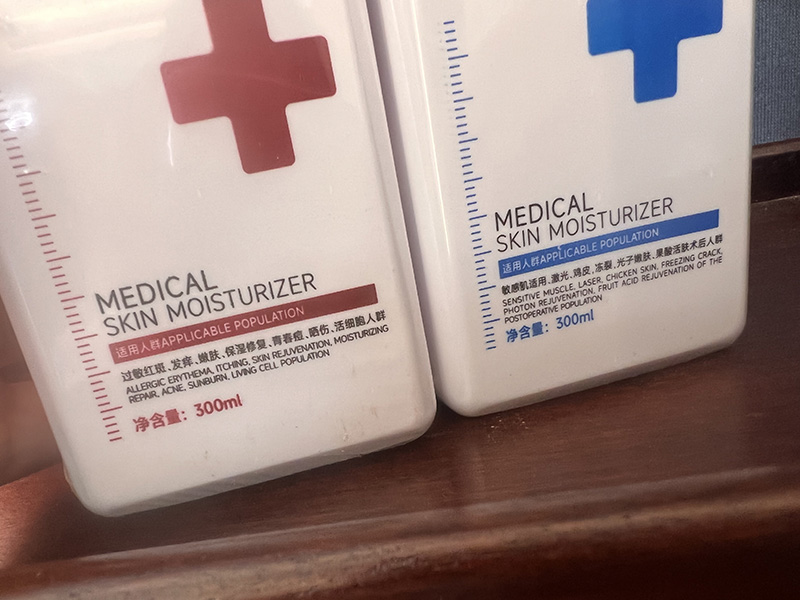 MEDICAL
SKIN MOISTURIZER
适用人群APPLICABLE POPULATION
过敏红斑、发痒、嫩肤、保湿修复、青春痘、晒伤、活细胞人群
ALLERGIC ERYTHEMA, ITCHING, SKIN REJUVENATION, MOISTURIZING
REPAIR, ACNE, SUNBURN, LIVING CELL POPULATION
净含量：300ml
MEDICAL
SKIN MOISTURIZER
适用人群APPLICABLE POPULATION
敏感肌适用、激光、鸡皮、冻裂、光子嫩肤、果酸活肤术后人群
SENSITIVE MUSCLE, LASER, CHICKEN SKIN, FREEZING CRACK,
PHOTON REJUVENATION, FRUIT ACID REJUVENATION OF THE
POSTOPERATIVE POPULATION
净含量：300ml